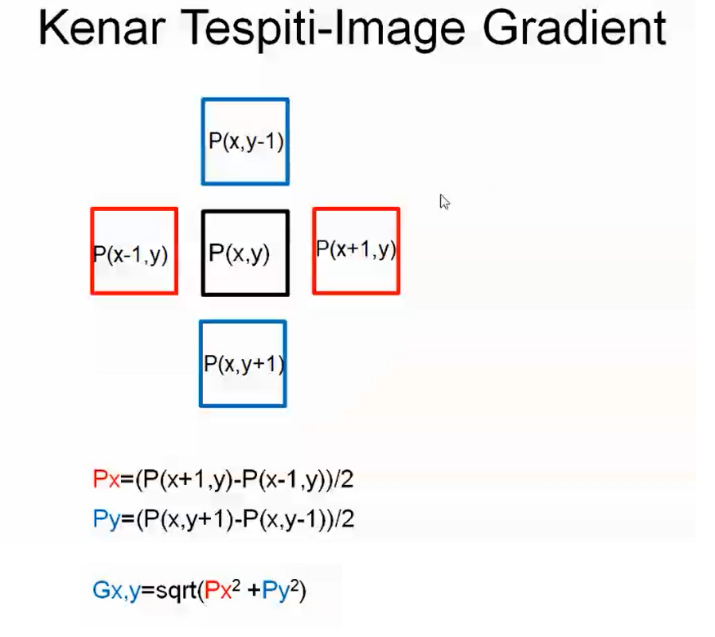 Kenar Tespiti-Image Gradient
P(x,y-1)
P(x-1,y) P(x,y) P(x+1,y)
P(x,y+1)
Px=(P(x+1,y)-P(x-1,y))/2
Py=(P(x,y+1)-P(x,y-1))/2
Gx,y=sqrt(Px² +Py²)